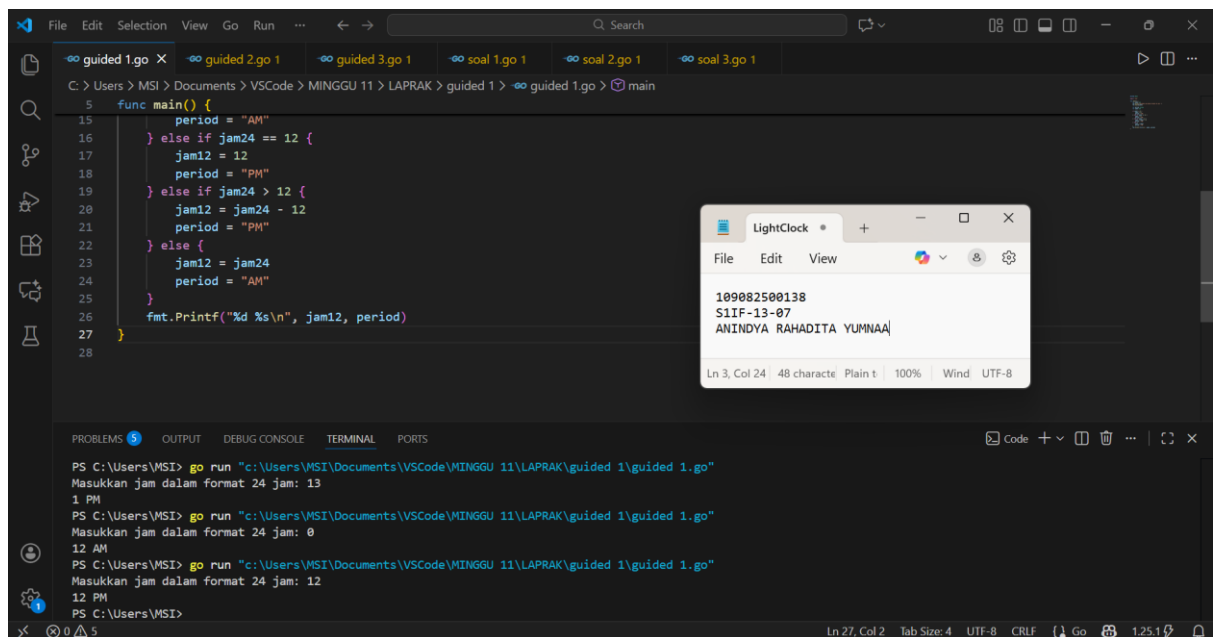 File Edit Selection View Go Run ··· Search
guided 1.go guided 2.go 1 guided 3.go 1 soal 1.go 1 soal 2.go 1 soal 3.go 1
C: > Users > MSI > Documents > VSCode > MINGGU 11 > LAPRAK > guided 1 > guided 1.go > main
5 func main() {
15 period = "AM"
16 } else if jam24 == 12 {
17 jam12 = 12
18 period = "PM"
19 } else if jam24 > 12 {
20 jam12 = jam24 - 12
21 period = "PM"
22 } else {
23 jam12 = jam24
24 period = "AM"
25 }
26 fmt.Printf("%d %s\n", jam12, period)
27 }
28
LightClock
File Edit View
109082500138
S1IF-13-07
ANINDYA RAHADITA YUMNAA
Ln 3, Col 24 48 characte Plain t 100% Wind UTF-8
PROBLEMS 5 OUTPUT DEBUG CONSOLE TERMINAL PORTS Code
PS C:\Users\MSI> go run "c:\Users\MSI\Documents\VSCode\MINGGU 11\LAPRAK\guided 1\guided 1.go"
Masukkan jam dalam format 24 jam: 13
1 PM
PS C:\Users\MSI> go run "c:\Users\MSI\Documents\VSCode\MINGGU 11\LAPRAK\guided 1\guided 1.go"
Masukkan jam dalam format 24 jam: 0
12 AM
PS C:\Users\MSI> go run "c:\Users\MSI\Documents\VSCode\MINGGU 11\LAPRAK\guided 1\guided 1.go"
Masukkan jam dalam format 24 jam: 12
12 PM
PS C:\Users\MSI>
1
0 5 Ln 27, Col 2 Tab Size: 4 UTF-8 CRLF {} Go 1.25.1